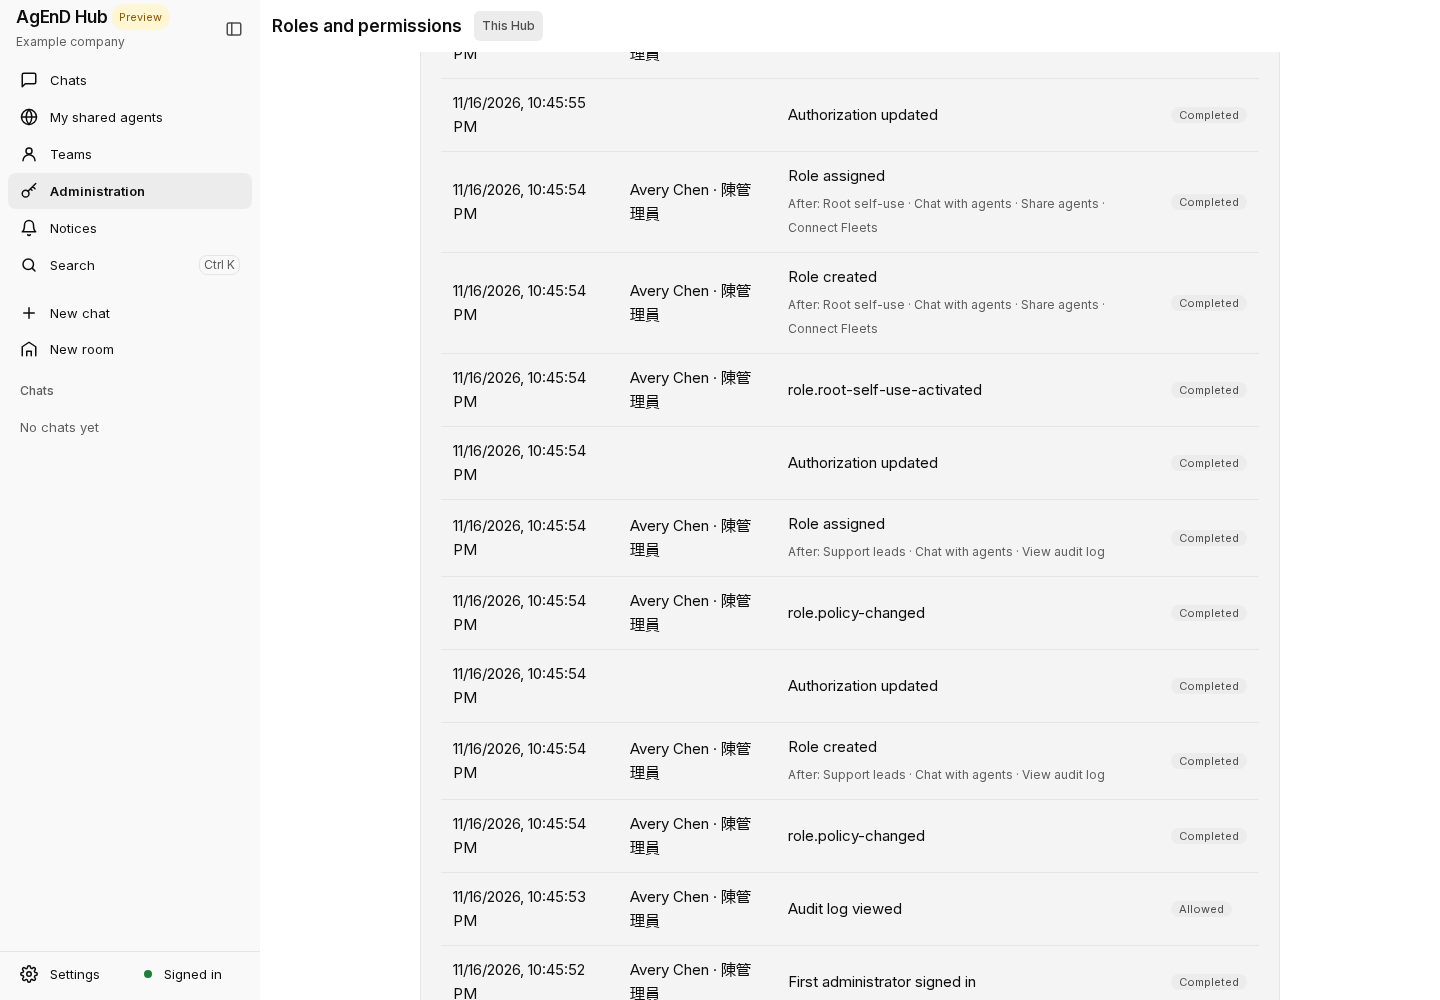 AgEnD Hub Preview
Example company
Chats
My shared agents
Teams
Administration
Notices
Search Ctrl K
New chat
New room
Chats
No chats yet
Settings
Signed in
Roles and permissions This Hub
PM 理員
11/16/2026, 10:45:55 PM
Authorization updated
Completed
11/16/2026, 10:45:54 PM
Avery Chen · 陳管理員
Role assigned
After: Root self-use · Chat with agents · Share agents ·
Connect Fleets
Completed
11/16/2026, 10:45:54 PM
Avery Chen · 陳管理員
Role created
After: Root self-use · Chat with agents · Share agents ·
Connect Fleets
Completed
11/16/2026, 10:45:54 PM
Avery Chen · 陳管理員
role.root-self-use-activated
Completed
11/16/2026, 10:45:54 PM
Authorization updated
Completed
11/16/2026, 10:45:54 PM
Avery Chen · 陳管理員
Role assigned
After: Support leads · Chat with agents · View audit log
Completed
11/16/2026, 10:45:54 PM
Avery Chen · 陳管理員
role.policy-changed
Completed
11/16/2026, 10:45:54 PM
Authorization updated
Completed
11/16/2026, 10:45:54 PM
Avery Chen · 陳管理員
Role created
After: Support leads · Chat with agents · View audit log
Completed
11/16/2026, 10:45:54 PM
Avery Chen · 陳管理員
role.policy-changed
Completed
11/16/2026, 10:45:53 PM
Avery Chen · 陳管理員
Audit log viewed
Allowed
11/16/2026, 10:45:52 PM
Avery Chen · 陳管理員
First administrator signed in
Completed